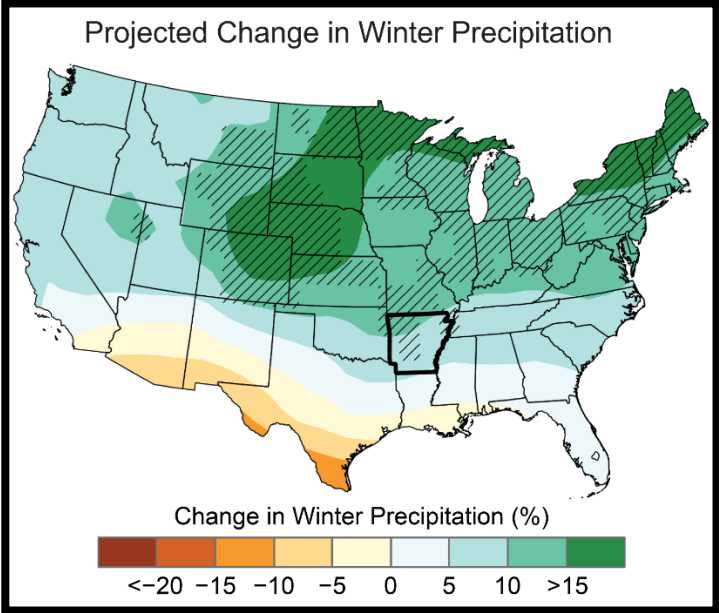 Projected Change in Winter Precipitation
Change in Winter Precipitation (%)
<−20 −15 −10 −5 0 5 10 >15